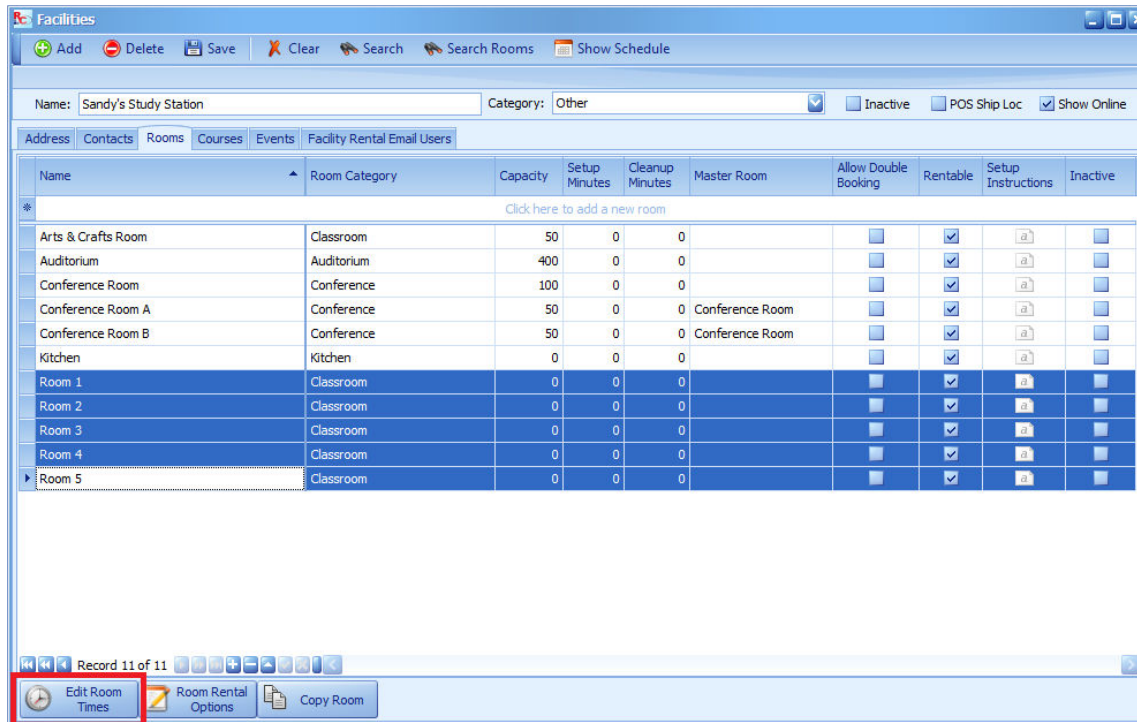 Facilities
Add Delete Save Clear Search Search Rooms Show Schedule
Name: Sandy's Study Station Category: Other Inactive POS Ship Loc Show Online
Address Contacts Rooms Courses Events Facility Rental Email Users
Name Room Category Capacity Setup Minutes Cleanup Minutes Master Room Allow Double Booking Rentable Setup Instructions Inactive
Click here to add a new room
Arts & Crafts Room Classroom 50 0 0
Auditorium Auditorium 400 0 0
Conference Room Conference 100 0 0
Conference Room A Conference 50 0 0 Conference Room
Conference Room B Conference 50 0 0 Conference Room
Kitchen Kitchen 0 0 0
Room 1 Classroom 0 0 0
Room 2 Classroom 0 0 0
Room 3 Classroom 0 0 0
Room 4 Classroom 0 0 0
Room 5 Classroom 0 0 0
Record 11 of 11
Edit Room Times Room Rental Options Copy Room